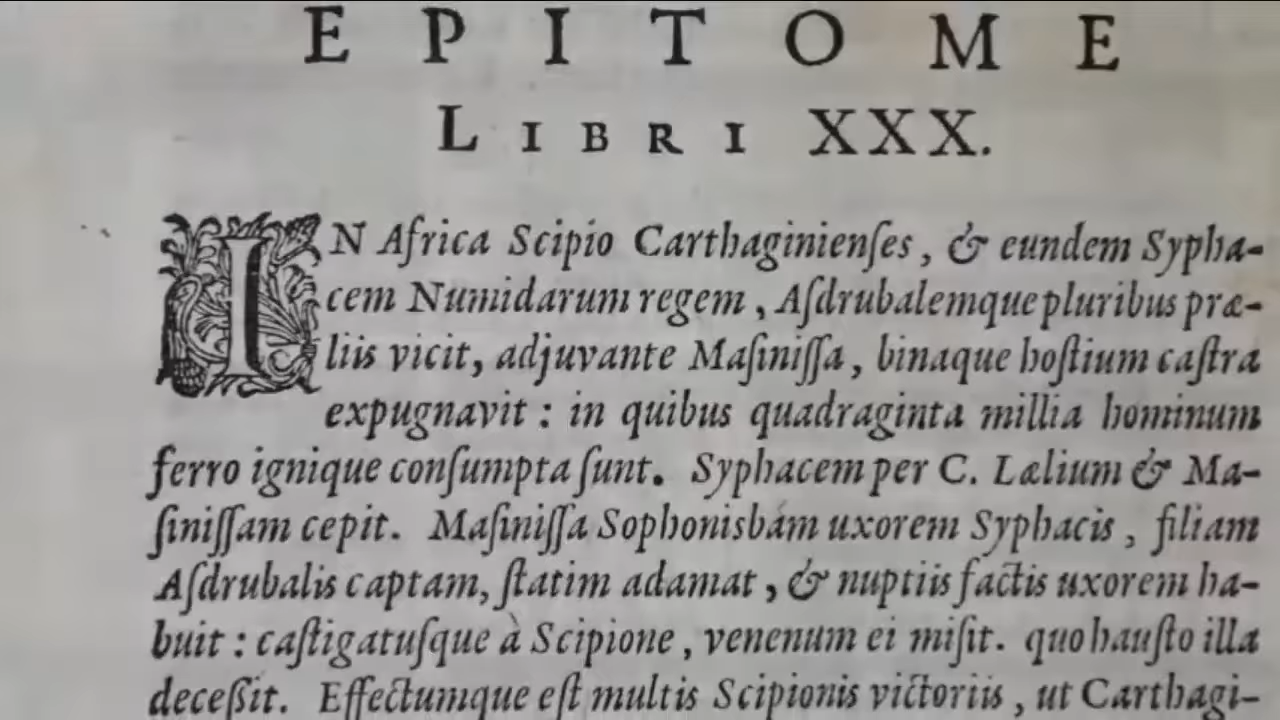 EPITOME
LIBRI XXX.
IN Africa Scipio Carthaginienſes, & eundem Sypha-
cem Numidarum regem, Aſdrubalemque pluribus præ-
liis vicit, adjuvante Maſiniſſa, binaque hoſtium caſtra
expugnavit: in quibus quadraginta millia hominum
ferro ignique conſumpta ſunt. Syphacem per C. Lælium & Ma-
ſiniſſam cepit. Maſiniſſa Sophonisbám uxorem Syphacis, filiam
Aſdrubalis captam, ſtatim adamat, & nuptiis factis uxorem ha-
buit: caſtigatuſque à Scipione, venenum ei miſit. quo hauſto illa
deceſſit. Effectumque eſt multis Scipionis victoriis, ut Carthagi-